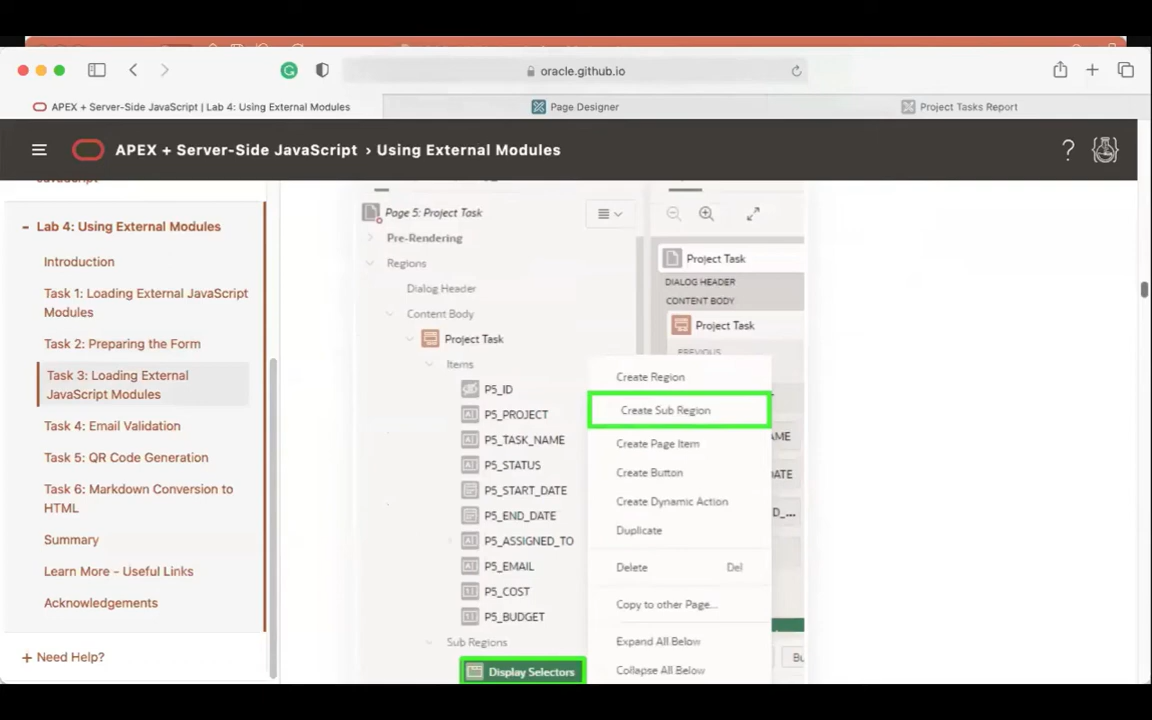 oracle.github.io
APEX + Server-Side JavaScript | Lab 4: Using External Modules
Page Designer
Project Tasks Report
APEX + Server-Side JavaScript › Using External Modules
?
JavaScript
- Lab 4: Using External Modules
Introduction
Task 1: Loading External JavaScript
Modules
Task 2: Preparing the Form
Task 3: Loading External
JavaScript Modules
Task 4: Email Validation
Task 5: QR Code Generation
Task 6: Markdown Conversion to
HTML
Summary
Learn More - Useful Links
Acknowledgements
+ Need Help?
Page 5: Project Task
Pre-Rendering
Regions
Dialog Header
Content Body
Project Task
Items
P5_ID
P5_PROJECT
P5_TASK_NAME
P5_STATUS
P5_START_DATE
P5_END_DATE
P5_ASSIGNED_TO
P5_EMAIL
P5_COST
P5_BUDGET
Sub Regions
Display Selectors
Create Region
Create Sub Region
Create Page Item
Create Button
Create Dynamic Action
Duplicate
Delete Del
Copy to other Page...
Expand All Below
Collapse All Below
Project Task
DIALOG HEADER
CONTENT BODY
Project Task
PREVIOUS
AME
DATE
D_...
Bu